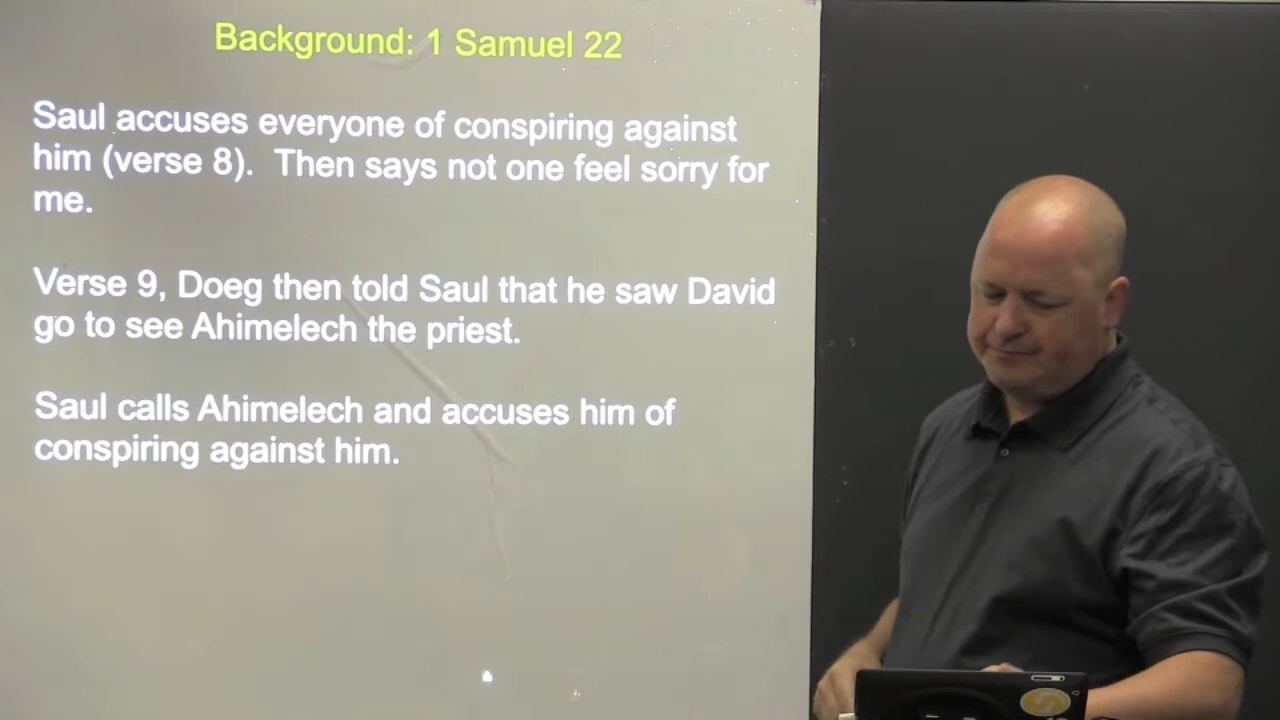 Background: 1 Samuel 22
Saul accuses everyone of conspiring against
him (verse 8).  Then says not one feel sorry for
me.
Verse 9, Doeg then told Saul that he saw David
go to see Ahimelech the priest.
Saul calls Ahimelech and accuses him of
conspiring against him.